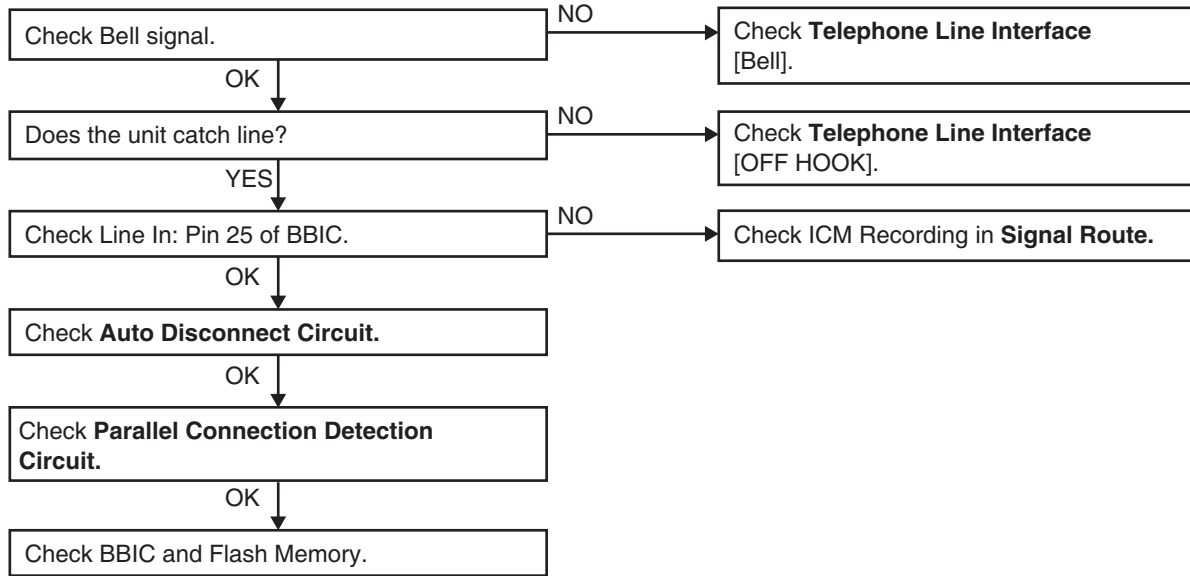 Check Bell signal.
NO
Check Telephone Line Interface
[Bell].
OK
Does the unit catch line?
NO
Check Telephone Line Interface
[OFF HOOK].
YES
Check Line In: Pin 25 of BBIC.
NO
Check ICM Recording in Signal Route.
OK
Check Auto Disconnect Circuit.
OK
Check Parallel Connection Detection
Circuit.
OK
Check BBIC and Flash Memory.